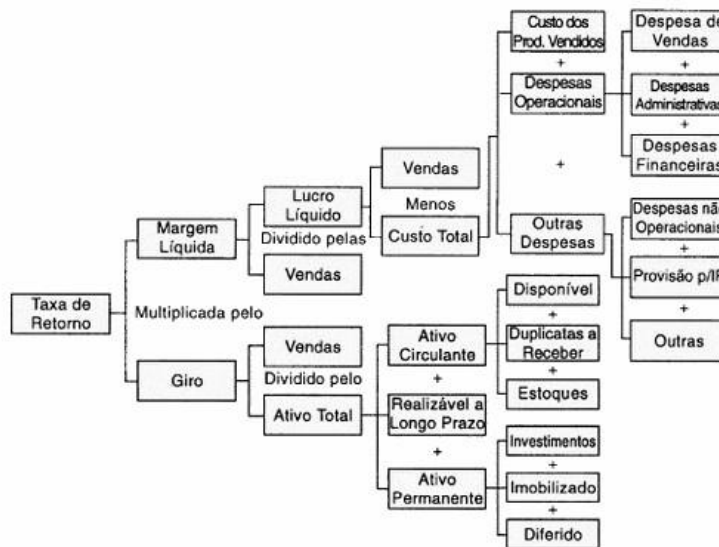 Custo dos
Prod. Vendidos
+
Despesas
Operacionais
+
Outras
Despesas
Despesa de
Vendas
+
Despesas
Administrativas
+
Despesas
Financeiras
Despesas não
Operacionais
+
Provisão p/IR
+
Outras
Vendas
Menos
Custo Total
Lucro
Líquido
Dividido pelas
Vendas
Margem
Líquida
Taxa de
Retorno
Multiplicada pelo
Giro
Vendas
Dividido pelo
Ativo Total
Ativo
Circulante
+
Realizável a
Longo Prazo
+
Ativo
Permanente
Disponível
+
Duplicatas a
Receber
+
Estoques
Investimentos
+
Imobilizado
+
Diferido